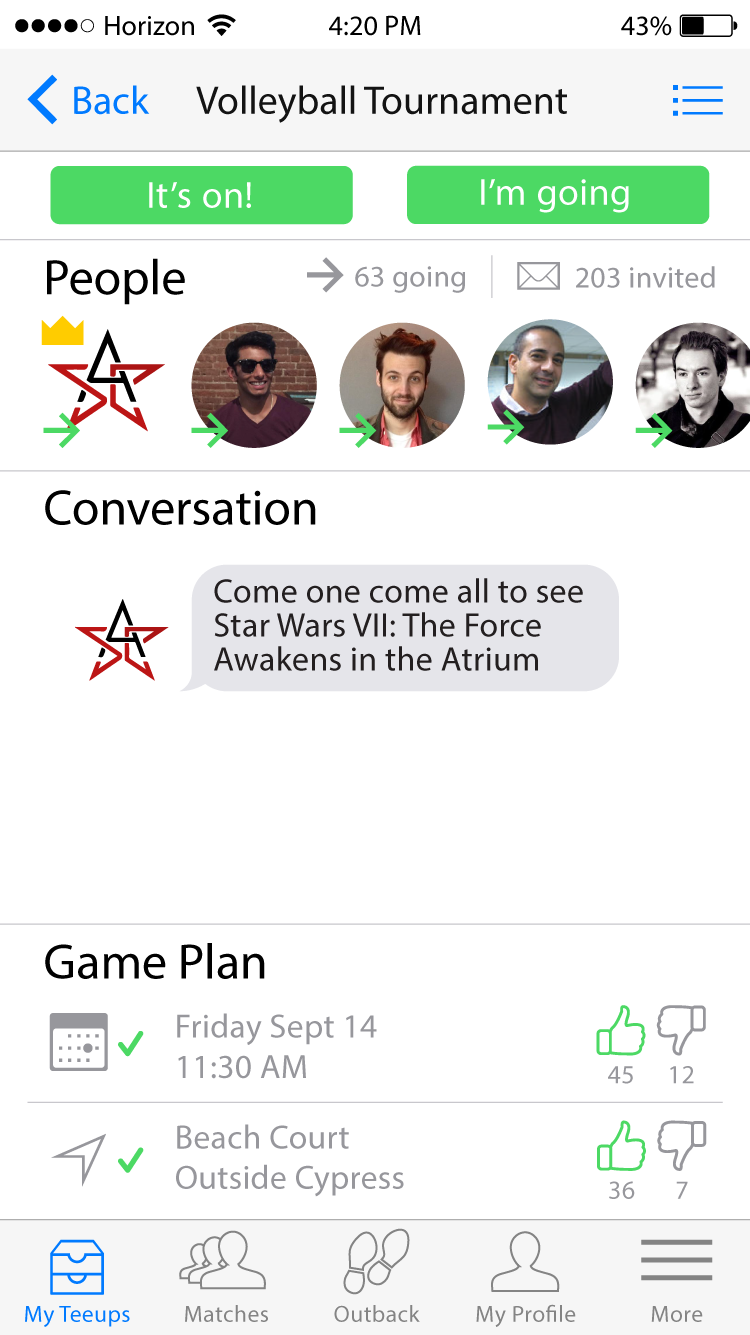 Horizon 4:20 PM 43%
Back Volleyball Tournament
It’s on! I’m going
People 63 going 203 invited
Conversation
Come one come all to see
Star Wars VII: The Force
Awakens in the Atrium
Game Plan
Friday Sept 14
11:30 AM
45 12
Beach Court
Outside Cypress
36 7
My Teeups Matches Outback My Profile More